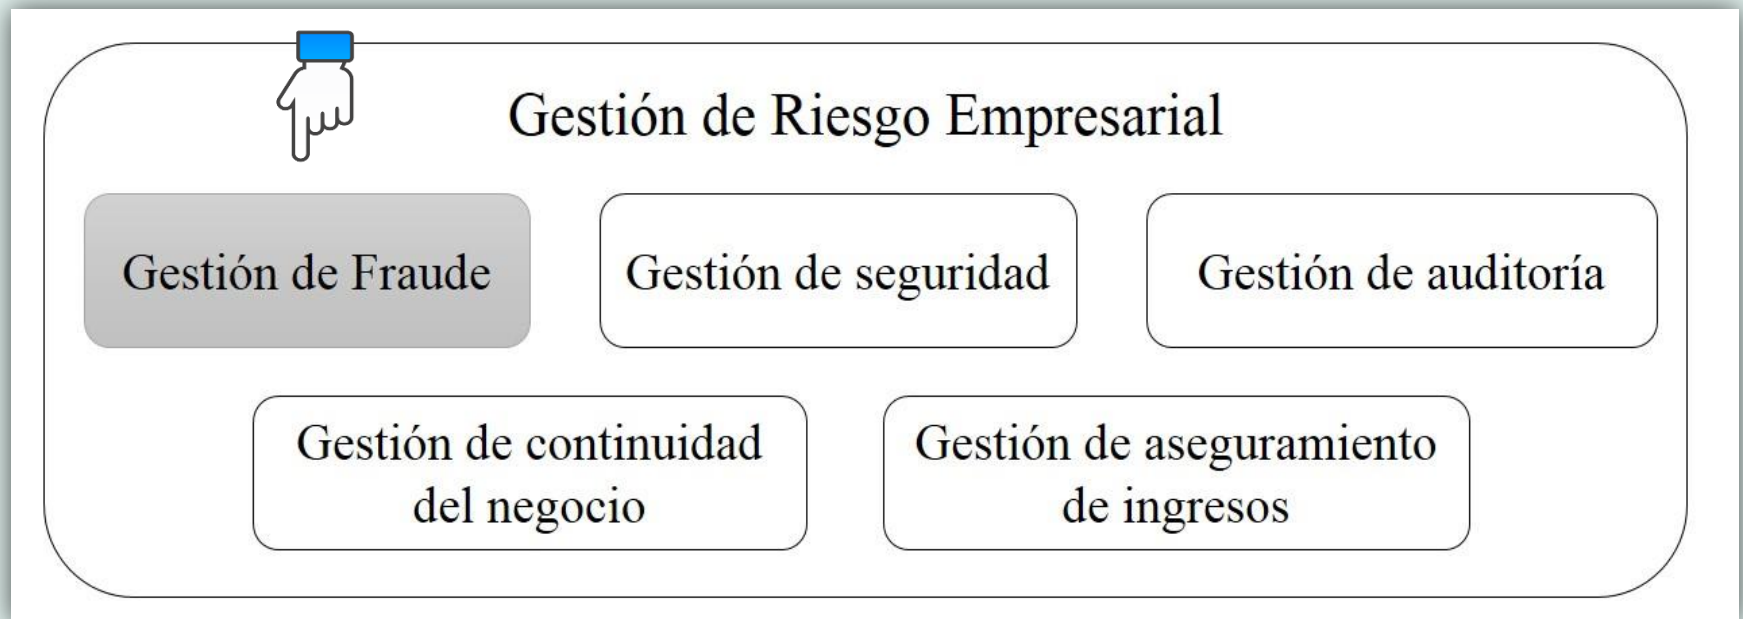 Gestión de Riesgo Empresarial
Gestión de Fraude
Gestión de seguridad
Gestión de auditoría
Gestión de continuidad
del negocio
Gestión de aseguramiento
de ingresos